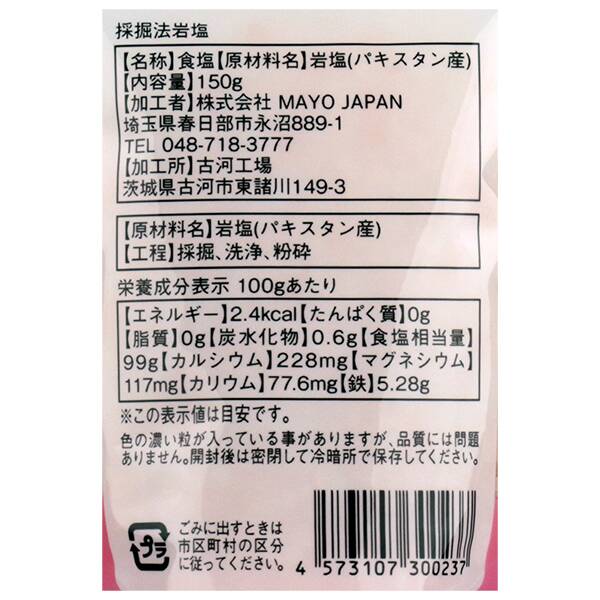 採掘法岩塩
【名称】食塩【原材料名】岩塩(パキスタン産)
【内容量】150g
【加工者】株式会社 MAYO JAPAN
埼玉県春日部市永沼889-1
TEL 048-718-3777
【加工所】古河工場
茨城県古河市東諸川149-3
【原材料名】岩塩(パキスタン産)
【工程】採掘、洗浄、粉砕
栄養成分表示 100gあたり
【エネルギー】2.4kcal【たんぱく質】0g
【脂質】0g【炭水化物】0.6g【食塩相当量】
99g【カルシウム】228mg【マグネシウム】
117mg【カリウム】77.6mg【鉄】5.28g
※この表示値は目安です。
色の濃い粒が入っている事がありますが、品質には問題
ありません。開封後は密閉して冷暗所で保存してください。
プラ
ごみに出すときは
市区町村の区分
に従ってください。
4 573107 300237